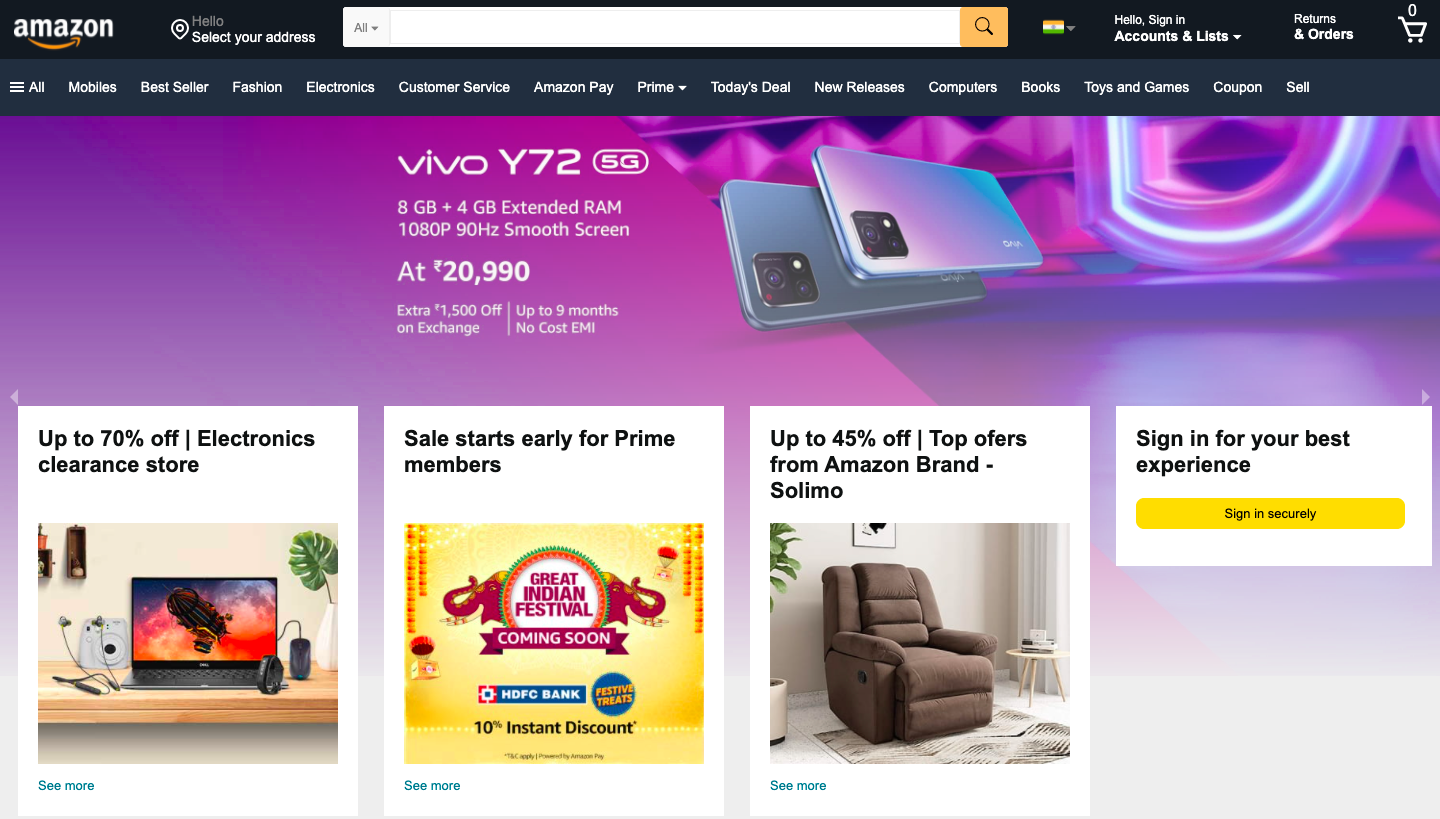 amazon
Hello
Select your address
All
Hello, Sign in
Accounts & Lists
Returns
& Orders
0
All Mobiles Best Seller Fashion Electronics Customer Service Amazon Pay Prime Today's Deal New Releases Computers Books Toys and Games Coupon Sell
vivo Y72 5G
8 GB + 4 GB Extended RAM
1080P 90Hz Smooth Screen
At ₹20,990
Extra ₹1,500 Off
on Exchange
Up to 9 months
No Cost EMI
vivo
vivo
Up to 70% off | Electronics
clearance store
DELL
See more
Sale starts early for Prime
members
GREAT
INDIAN
FESTIVAL
COMING SOON
HDFC BANK
FESTIVE
TREATS
10% Instant Discount*
*T&C apply | Powered by Amazon Pay
See more
Up to 45% off | Top ofers
from Amazon Brand -
Solimo
See more
Sign in for your best
experience
Sign in securely